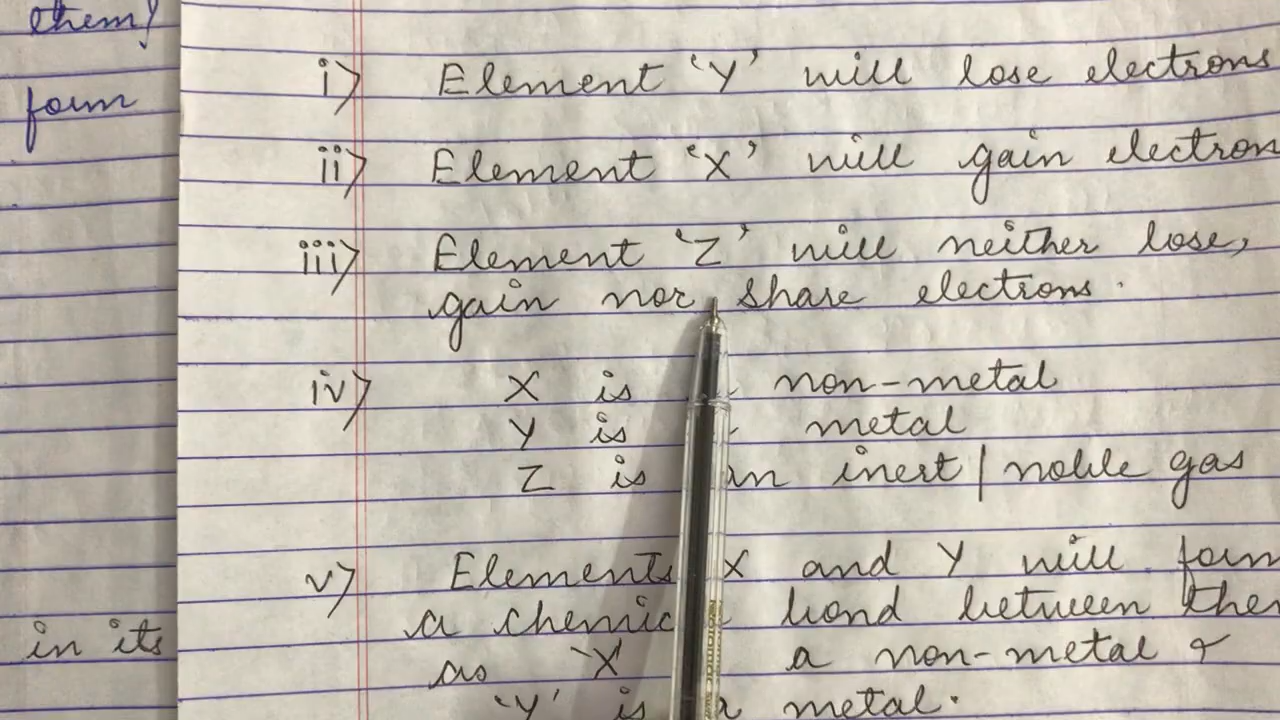 them?
form
in its
i) Element 'Y' will lose electrons
ii) Element 'X' will gain electron
iii) Element 'Z' will neither lose,
gain nor share electrons.
iv) X is non-metal
Y is metal
Z is an inert/noble gas
v) Elements X and Y will form
a chemic bond between
as 'X' a non-metal &
'Y' is a metal.